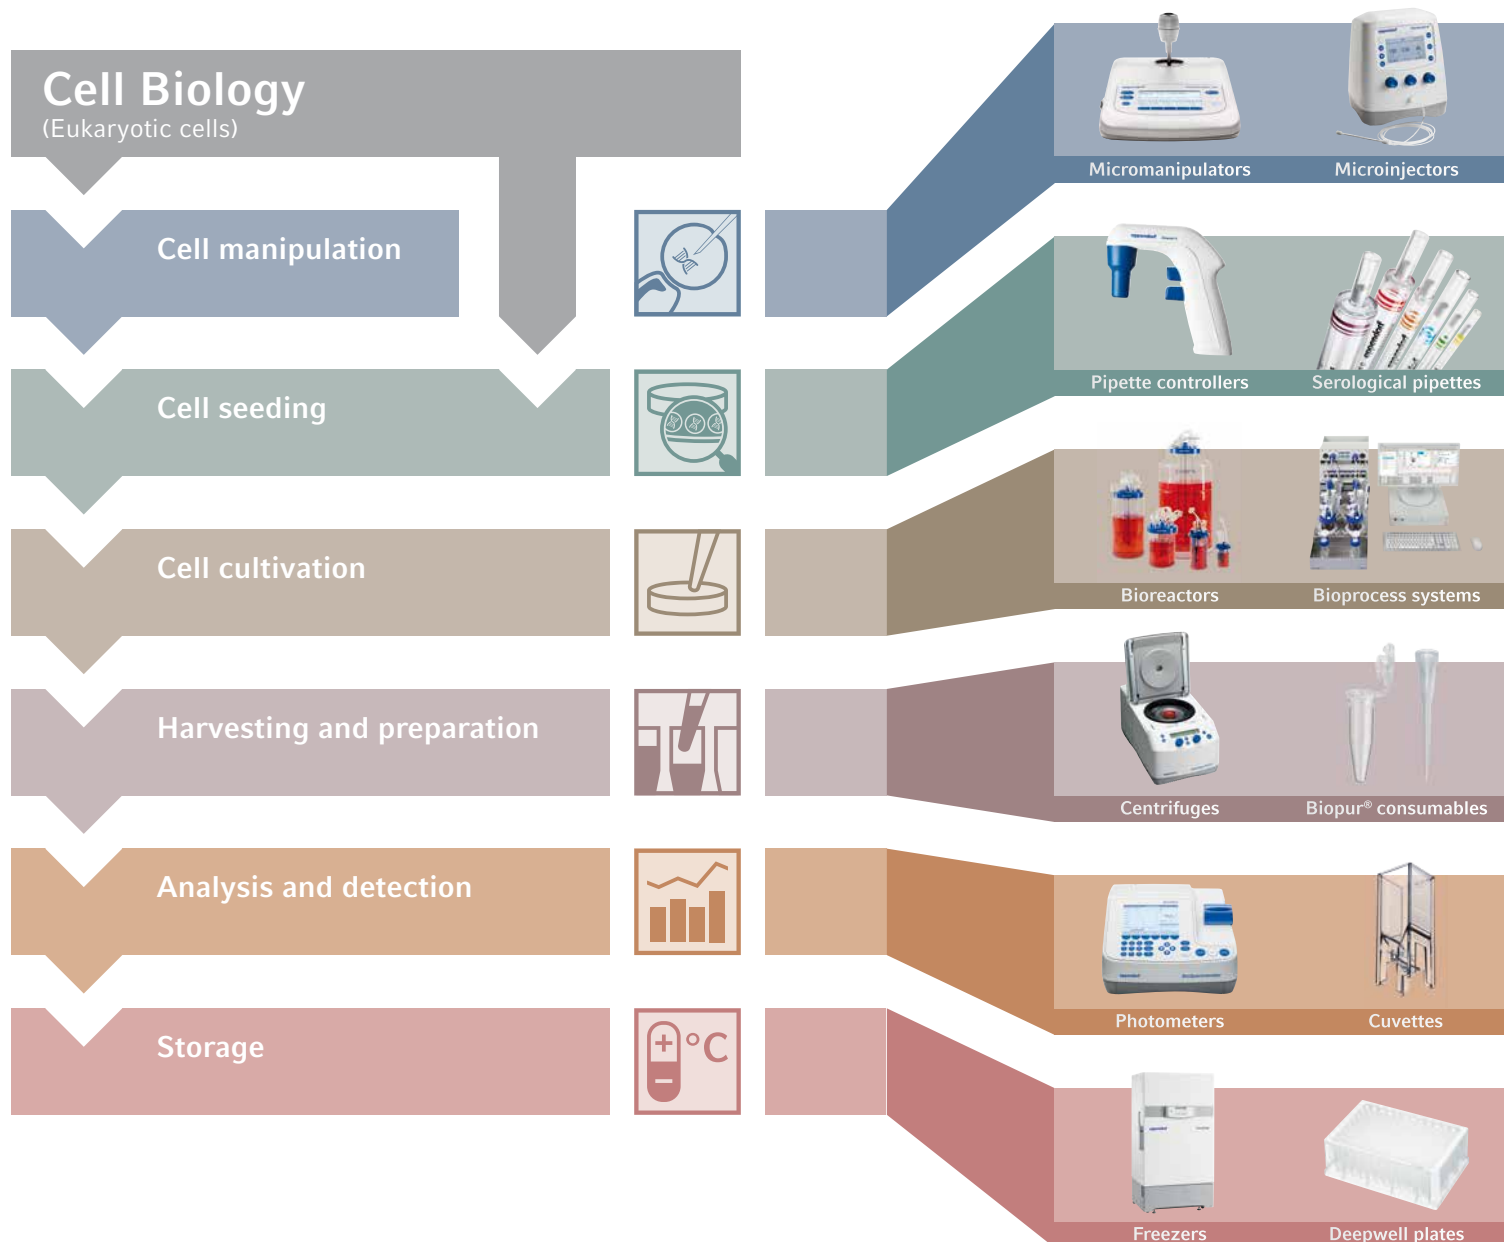 Cell Biology
(Eukaryotic cells)
Cell manipulation
Micromanipulators
Microinjectors
Cell seeding
eppendorf
Pipette controllers
Serological pipettes
Cell cultivation
Bioreactors
Bioprocess systems
Harvesting and preparation
Centrifuges
Biopur® consumables
Analysis and detection
Photometers
Cuvettes
Storage
+
°C
–
Freezers
Deepwell plates